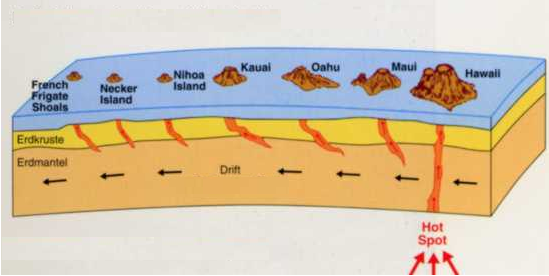 French
Frigate
Shoals
Necker
Island
Nihoa
Island
Kauai
Oahu
Maui
Hawaii
Erdkruste
Erdmantel
Drift
Hot
Spot